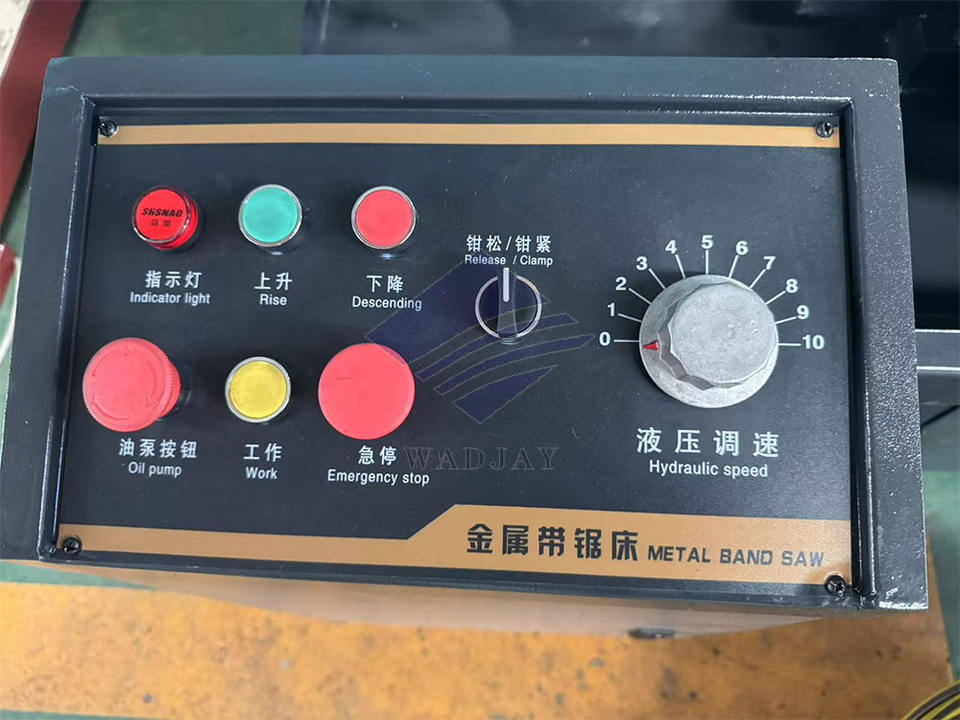 SHSNAO
指示灯
Indicator light
上升
Rise
下降
Descending
钳松/钳紧
Release / Clamp
0 1 2 3 4 5 6 7 8 9 10
油泵按钮
Oil pump
工作
Work
急停
Emergency stop
液压调速
Hydraulic speed
WADJAY
金属带锯床 METAL BAND SAW